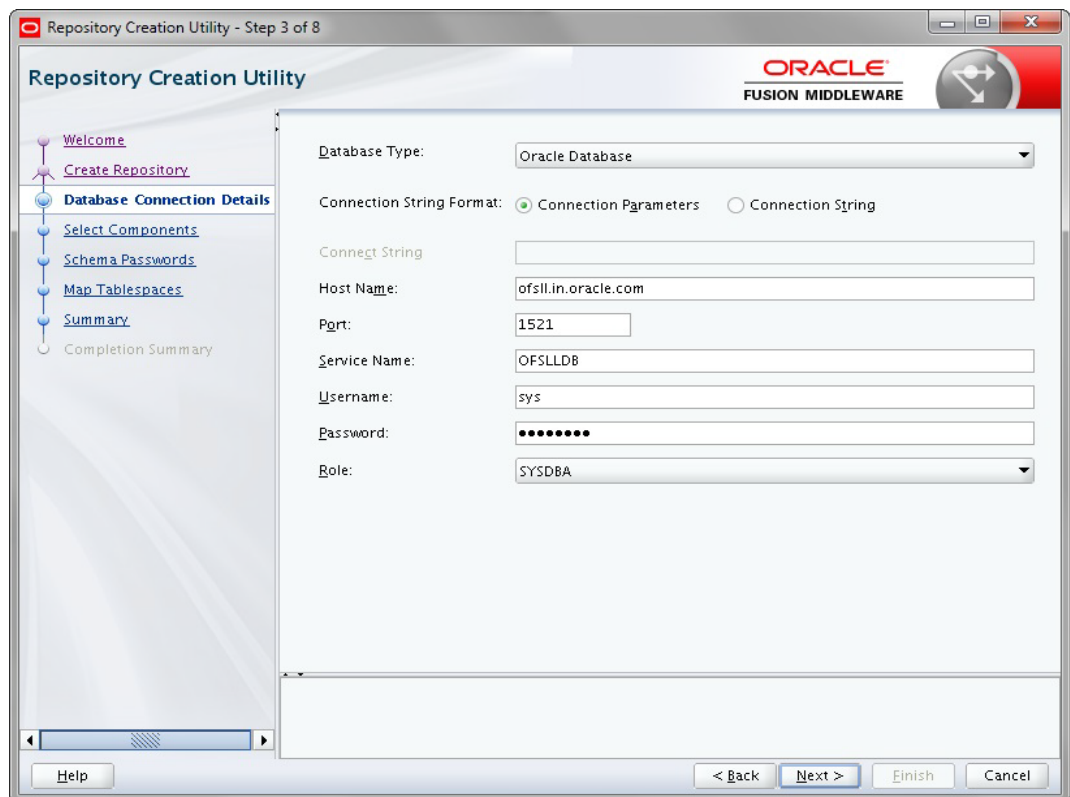 Repository Creation Utility - Step 3 of 8
Repository Creation Utility
ORACLE
FUSION MIDDLEWARE
Welcome
Create Repository
Database Connection Details
Select Components
Schema Passwords
Map Tablespaces
Summary
Completion Summary
Database Type: Oracle Database
Connection String Format: Connection Parameters Connection String
Connect String
Host Name: ofsll.in.oracle.com
Port: 1521
Service Name: OFSLLDB
Username: sys
Password: ••••••••
Role: SYSDBA
Help < Back Next > Finish Cancel